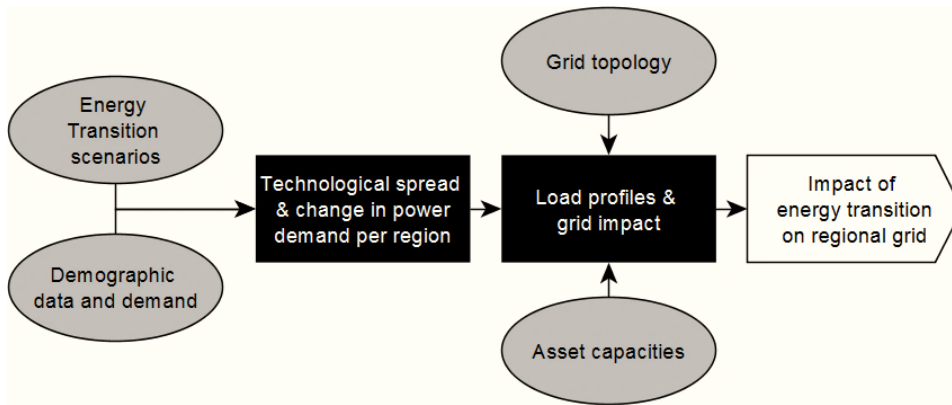 Energy
Transition
scenarios
Demographic
data and demand
Technological spread
& change in power
demand per region
Grid topology
Load profiles &
grid impact
Asset capacities
Impact of
energy transition
on regional grid